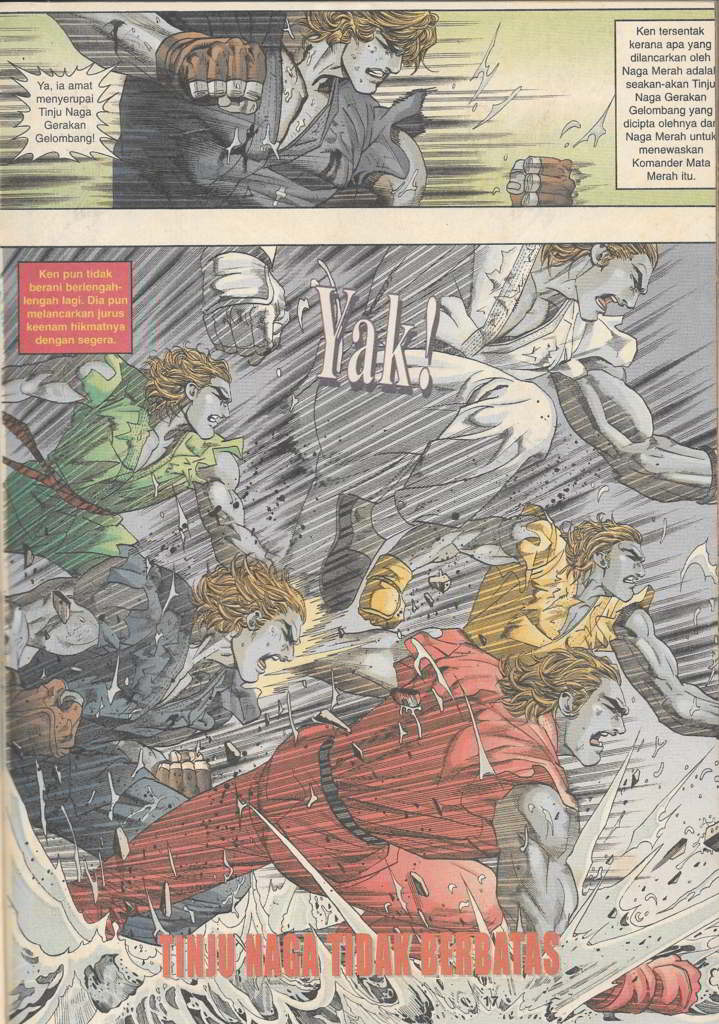 Ya, ia amat
menyerupai
Tinju Naga
Gerakan
Gelombang!
Ken tersentak
kerana apa yang
dilancarkan oleh
Naga Merah adalah
seakan-akan Tinju
Naga Gerakan
Gelombang yang
dicipta olehnya dan
Naga Merah untuk
menewaskan
Komander Mata
Merah itu.
Ken pun tidak
berani berlengah-
lengah lagi. Dia pun
melancarkan jurus
keenam hikmatnya
dengan segera.
Yak!
TINJU NAGA TIDAK BERBATAS
17